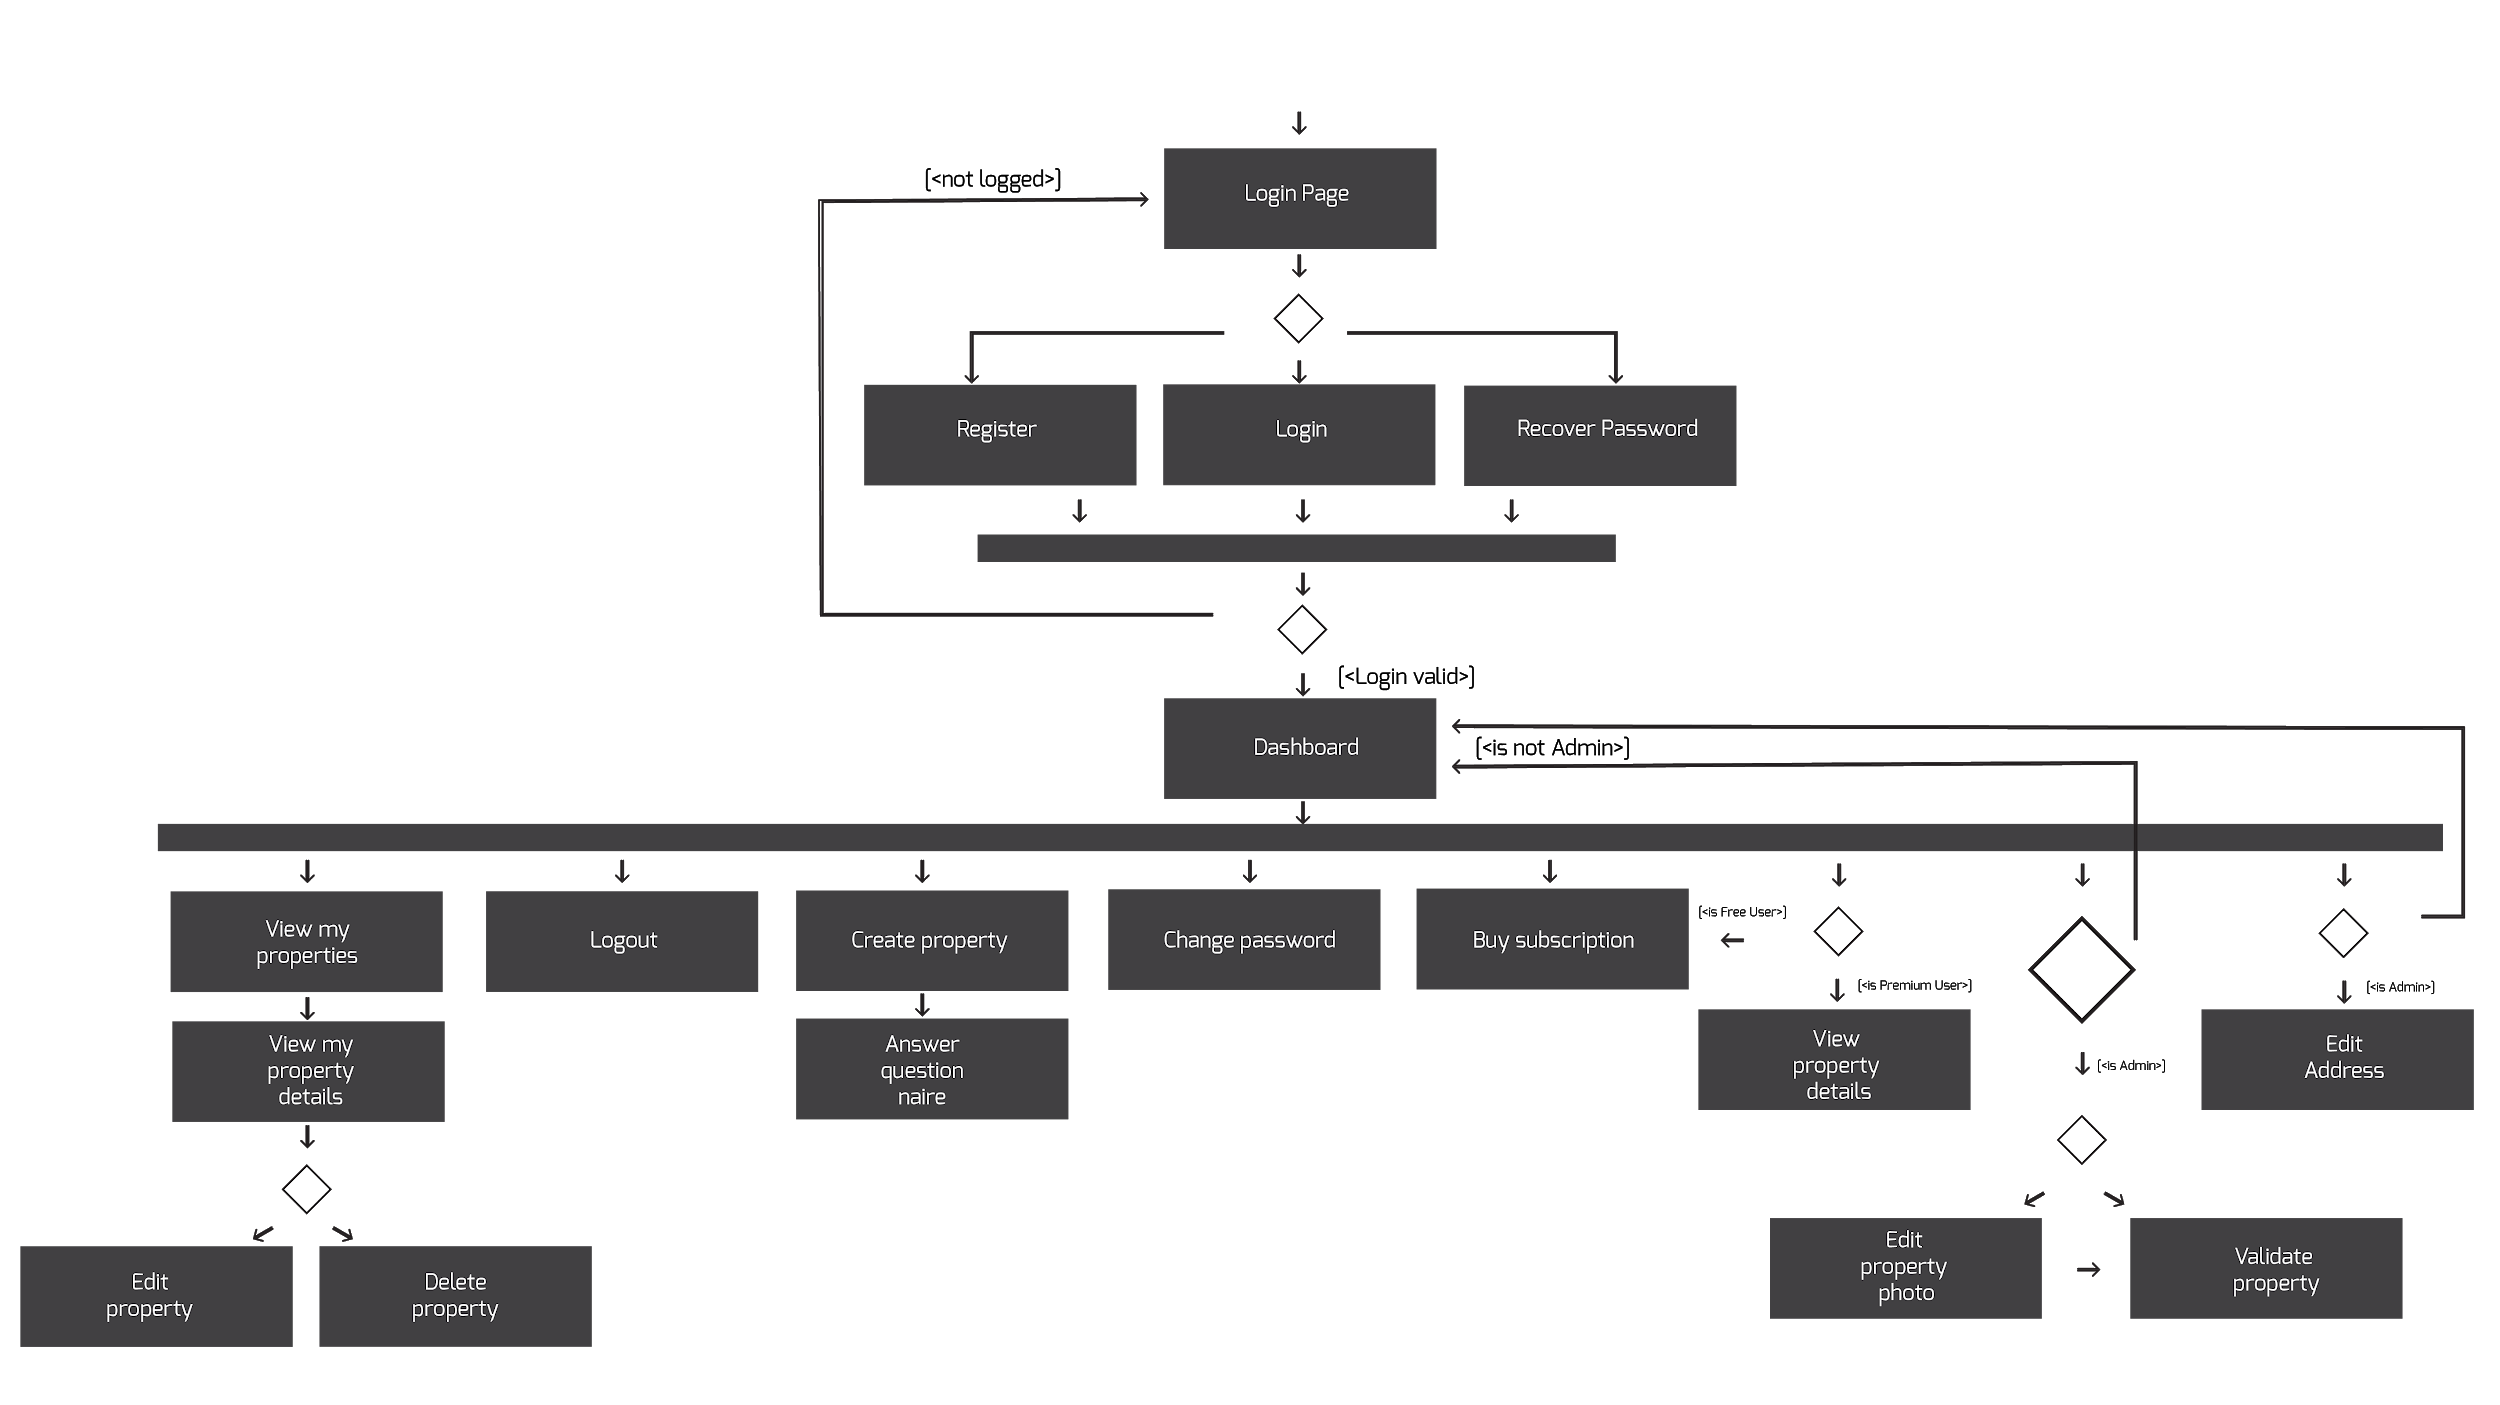 [<not logged>]
Login Page
Register
Login
Recover Password
[<Login valid>]
Dashboard
[<is not Admin>]
View my
properties
Logout
Create property
Change password
Buy subscription
[<is Free User>]
[<is Premium User>]
[<is Admin>]
View my
property
details
Answer
question
naire
View
property
details
[<is Admin>]
Edit
Address
Edit
property
Delete
property
Edit
property
photo
Validate
property